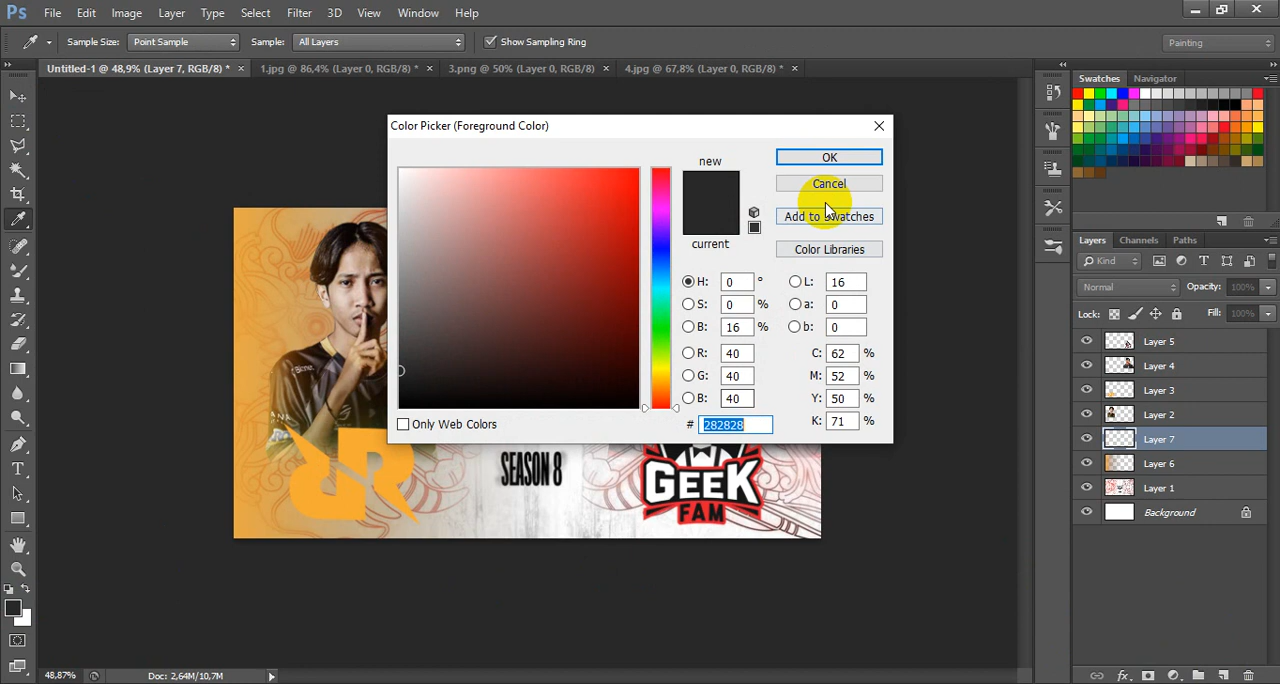 Ps File Edit Image Layer Type Select Filter 3D View Window Help
Sample Size: Point Sample Sample: All Layers Show Sampling Ring Painting
Untitled-1 @ 48,9% (Layer 7, RGB/8) * × 1.jpg @ 86,4% (Layer 0, RGB/8) * × 3.png @ 50% (Layer 0, RGB/8) × 4.jpg @ 67,8% (Layer 0, RGB/8) * ×
Color Picker (Foreground Color)
new
current
OK
Cancel
Add to Swatches
Color Libraries
H: 0 °
S: 0 %
B: 16 %
R: 40
G: 40
B: 40
# 282828
L: 16
a: 0
b: 0
C: 62 %
M: 52 %
Y: 50 %
K: 71 %
Only Web Colors
SEASON 8
GEEK
FAM
Swatches Navigator
Layers Channels Paths
Kind
Normal Opacity: 100%
Lock: Fill: 100%
Layer 5
Layer 4
Layer 3
Layer 2
Layer 7
Layer 6
Layer 1
Background
48,87% Doc: 2,64M/10,7M